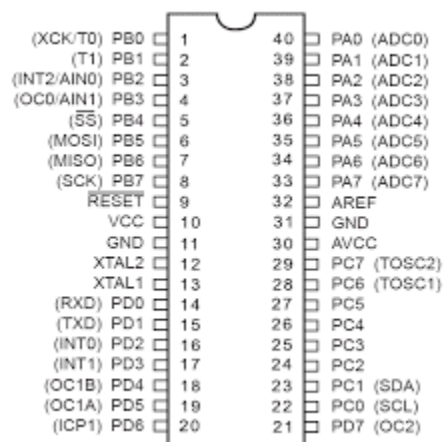 (XCK/T0) PB0 1 40 PA0 (ADC0)
(T1) PB1 2 39 PA1 (ADC1)
(INT2/AIN0) PB2 3 38 PA2 (ADC2)
(OC0/AIN1) PB3 4 37 PA3 (ADC3)
(SS) PB4 5 36 PA4 (ADC4)
(MOSI) PB5 6 35 PA5 (ADC5)
(MISO) PB6 7 34 PA6 (ADC6)
(SCK) PB7 8 33 PA7 (ADC7)
RESET 9 32 AREF
VCC 10 31 GND
GND 11 30 AVCC
XTAL2 12 29 PC7 (TOSC2)
XTAL1 13 28 PC6 (TOSC1)
(RXD) PD0 14 27 PC5
(TXD) PD1 15 26 PC4
(INT0) PD2 16 25 PC3
(INT1) PD3 17 24 PC2
(OC1B) PD4 18 23 PC1 (SDA)
(OC1A) PD5 19 22 PC0 (SCL)
(ICP1) PD6 20 21 PD7 (OC2)